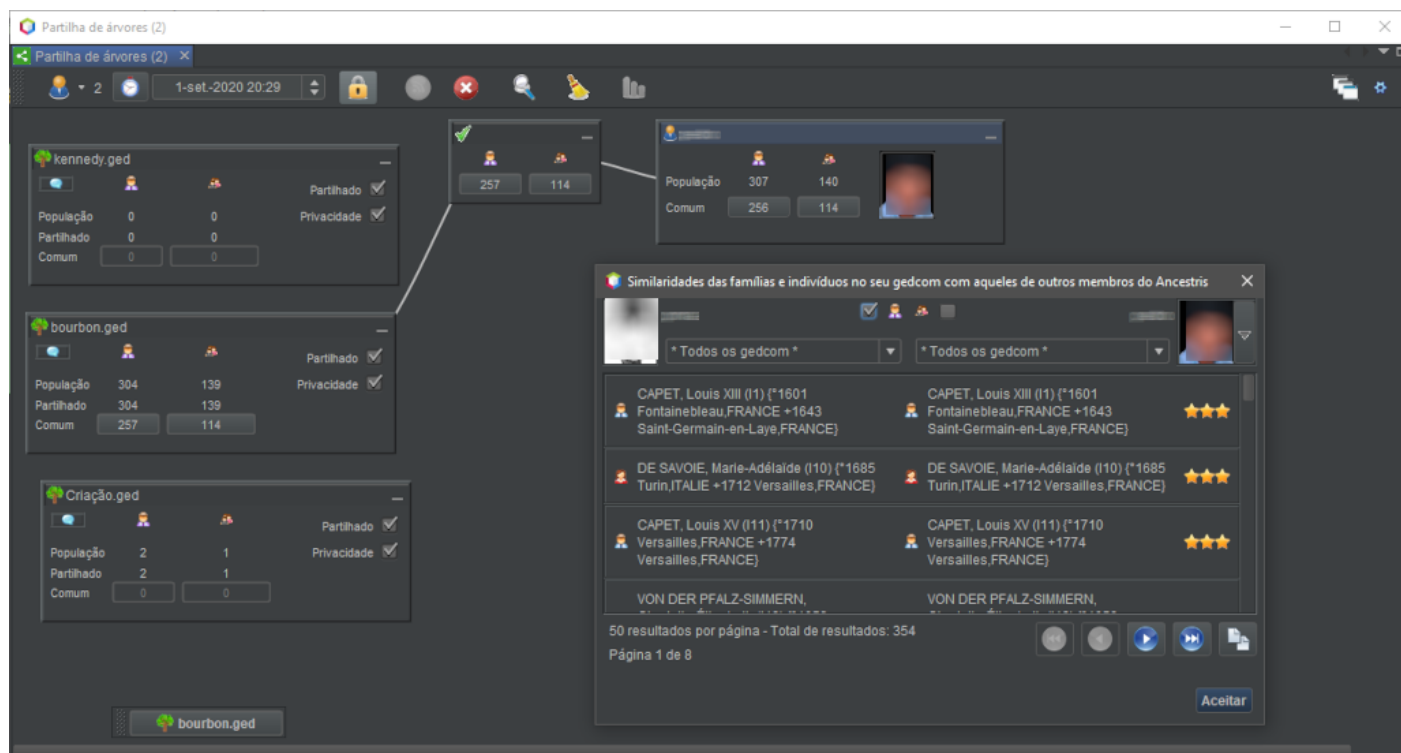 Partilha de árvores (2)
Partilha de árvores (2)
2
1-set.-2020 20:29
kennedy.ged
Partilhado
População 0 0 Privacidade
Partilhado 0 0
Comum 0 0
257 114
População 307 140
Comum 256 114
bourbon.ged
Partilhado
População 304 139 Privacidade
Partilhado 304 139
Comum 257 114
Criação.ged
Partilhado
População 2 1 Privacidade
Partilhado 2 1
Comum 0 0
bourbon.ged
Similaridades das famílias e indivíduos no seu gedcom com aqueles de outros membros do Ancestris
* Todos os gedcom * * Todos os gedcom *
CAPET, Louis XIII (I1) {*1601
Fontainebleau,FRANCE +1643
Saint-Germain-en-Laye,FRANCE}
CAPET, Louis XIII (I1) {*1601
Fontainebleau,FRANCE +1643
Saint-Germain-en-Laye,FRANCE}
DE SAVOIE, Marie-Adélaïde (I10) {*1685
Turin,ITALIE +1712 Versailles,FRANCE}
DE SAVOIE, Marie-Adélaïde (I10) {*1685
Turin,ITALIE +1712 Versailles,FRANCE}
CAPET, Louis XV (I11) {*1710
Versailles,FRANCE +1774
Versailles,FRANCE}
CAPET, Louis XV (I11) {*1710
Versailles,FRANCE +1774
Versailles,FRANCE}
VON DER PFALZ-SIMMERN,
VON DER PFALZ-SIMMERN,
50 resultados por página - Total de resultados: 354
Página 1 de 8
Aceitar